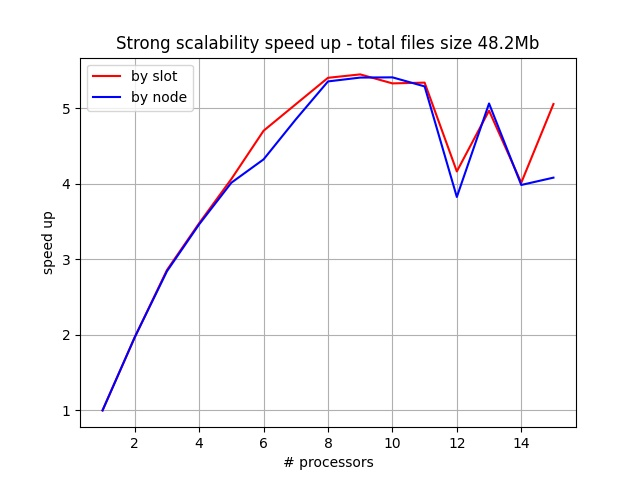 Strong scalability speed up - total files size 48.2Mb
by slot
by node
speed up
5
4
3
2
1
2 4 6 8 10 12 14
# processors